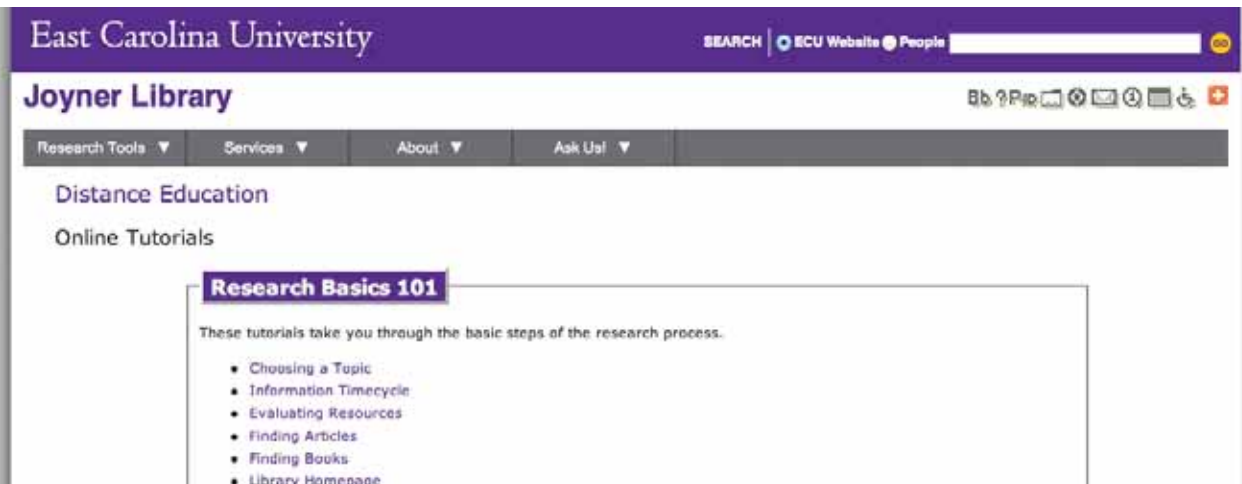 East Carolina University
SEARCH ECU Website People
Joyner Library
Research Tools ▼ Services ▼ About ▼ Ask Us! ▼
Distance Education
Online Tutorials
Research Basics 101
These tutorials take you through the basic steps of the research process.
• Choosing a Topic
• Information Timecycle
• Evaluating Resources
• Finding Articles
• Finding Books
• Library Homepage